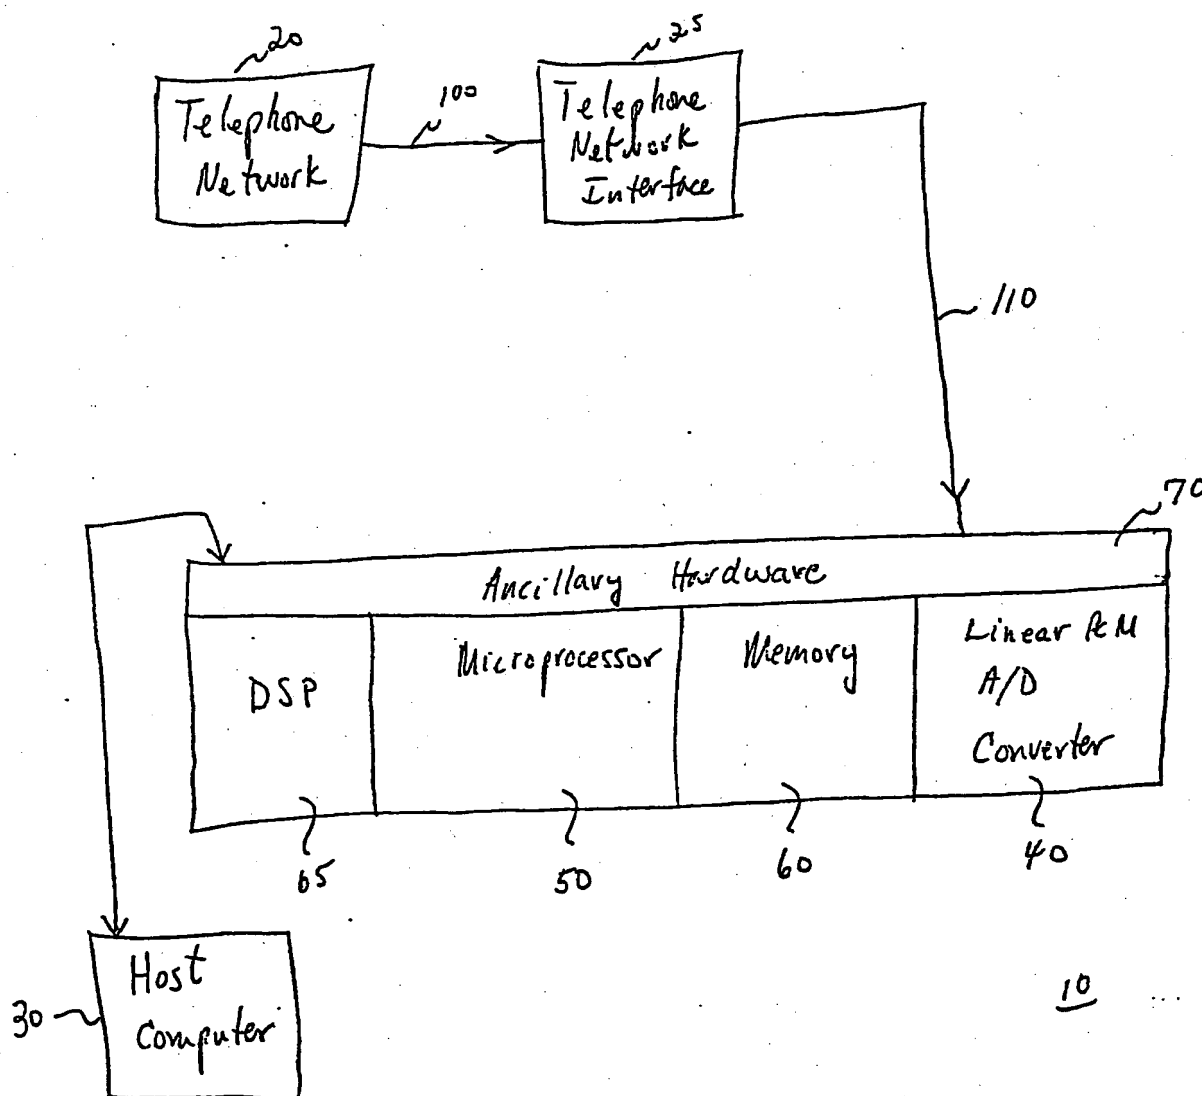 20
25
Telephone
Network
100
Telephone
Network
Interface
110
70
Ancillary Hardware
DSP
Microprocessor
Memory
Linear PCM
A/D
Converter
65
50
60
40
Host
Computer
30
10